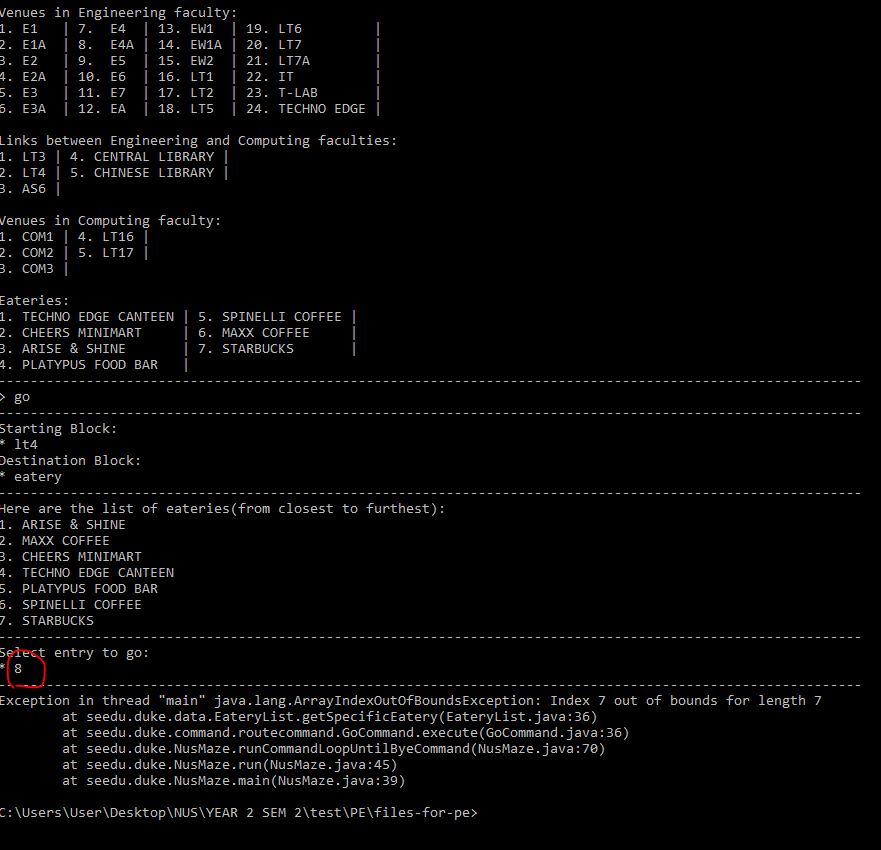 Venues in Engineering faculty:
1. E1   | 7.  E4  | 13. EW1  | 19. LT6         |
2. E1A  | 8.  E4A | 14. EW1A | 20. LT7         |
3. E2   | 9.  E5  | 15. EW2  | 21. LT7A        |
4. E2A  | 10. E6  | 16. LT1  | 22. IT          |
5. E3   | 11. E7  | 17. LT2  | 23. T-LAB       |
6. E3A  | 12. EA  | 18. LT5  | 24. TECHNO EDGE |
Links between Engineering and Computing faculties:
1. LT3 | 4. CENTRAL LIBRARY |
2. LT4 | 5. CHINESE LIBRARY |
3. AS6 |
Venues in Computing faculty:
1. COM1 | 4. LT16 |
2. COM2 | 5. LT17 |
3. COM3 |
Eateries:
1. TECHNO EDGE CANTEEN | 5. SPINELLI COFFEE |
2. CHEERS MINIMART     | 6. MAXX COFFEE     |
3. ARISE & SHINE       | 7. STARBUCKS       |
4. PLATYPUS FOOD BAR   |
------------------------------------------------------------------------------------------------------------
> go
------------------------------------------------------------------------------------------------------------
Starting Block:
* lt4
Destination Block:
* eatery
------------------------------------------------------------------------------------------------------------
Here are the list of eateries(from closest to furthest):
1. ARISE & SHINE
2. MAXX COFFEE
3. CHEERS MINIMART
4. TECHNO EDGE CANTEEN
5. PLATYPUS FOOD BAR
6. SPINELLI COFFEE
7. STARBUCKS
------------------------------------------------------------------------------------------------------------
Select entry to go:
* 8
------------------------------------------------------------------------------------------------------------
Exception in thread "main" java.lang.ArrayIndexOutOfBoundsException: Index 7 out of bounds for length 7
        at seedu.duke.data.EateryList.getSpecificEatery(EateryList.java:36)
        at seedu.duke.command.routecommand.GoCommand.execute(GoCommand.java:36)
        at seedu.duke.NusMaze.runCommandLoopUntilByeCommand(NusMaze.java:70)
        at seedu.duke.NusMaze.run(NusMaze.java:45)
        at seedu.duke.NusMaze.main(NusMaze.java:39)
C:\Users\User\Desktop\NUS\YEAR 2 SEM 2\test\PE\files-for-pe>